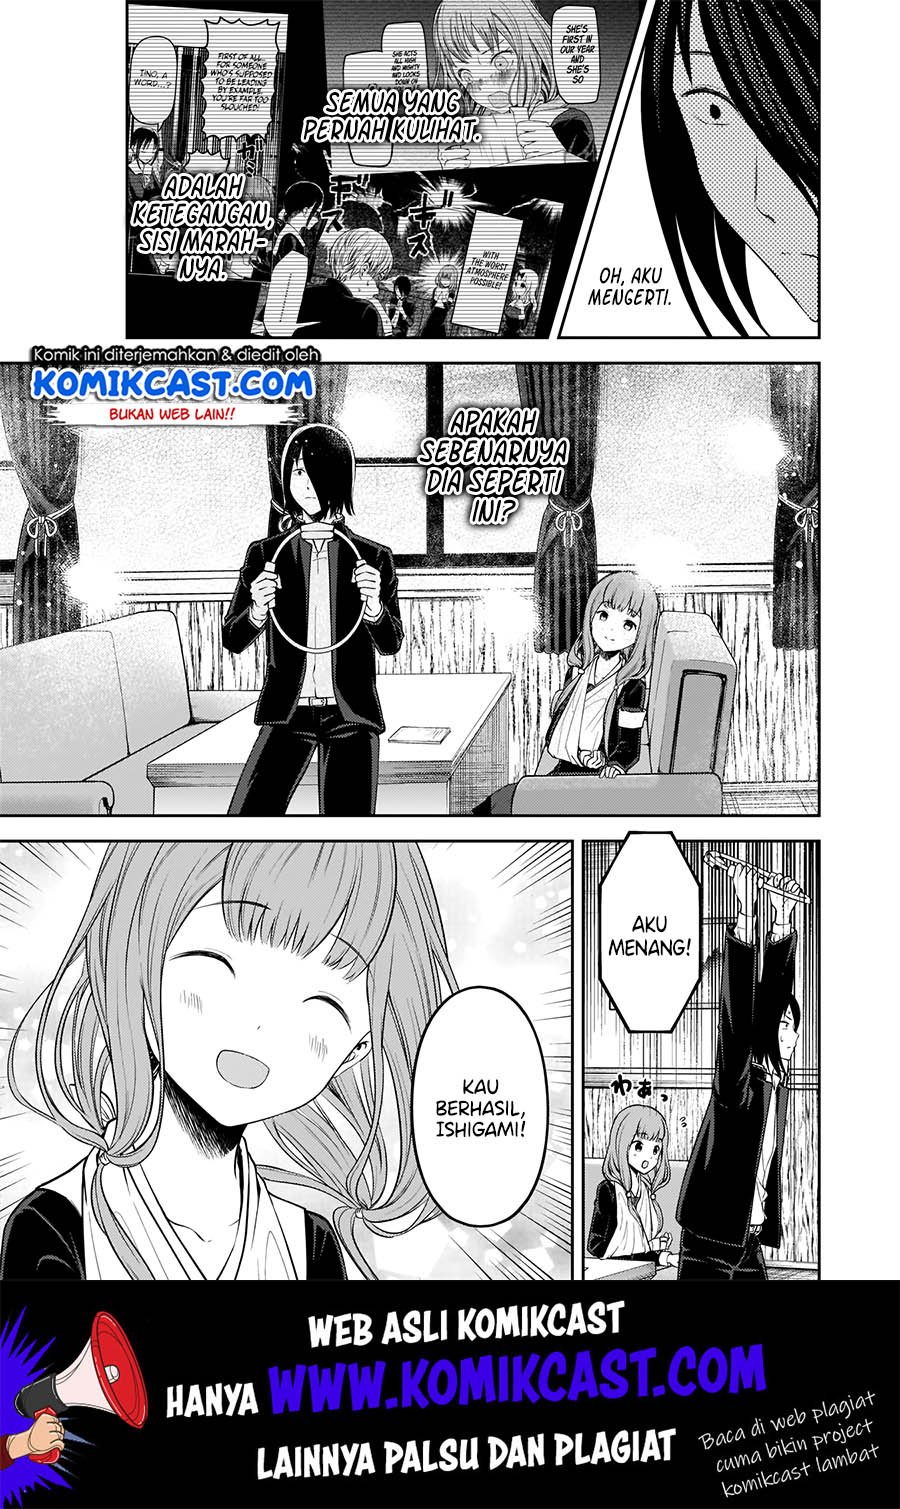 OH, AKU
MENGERTI.
SHE'S
FIRST IN
OUR YEAR
AND
SHE'S
SO
SHE ACTS
ALL HIGH
AND MIGHTY
AND LOOKS
DOWN ON
SEMUA YANG
PERNAH KULIHAT.
FIRST OF ALL,
FOR SOMEONE
WHO'S SUPPOSED
TO BE LEADING
BY EXAMPLE,
YOU'RE FAR TOO
SLOUCHED!
TINO, A
WORD...?
ADALAH
KETEGANGAN,
SISI MARAH-
NYA.
WITH
THE WORST
ATMOSPHERE
POSSIBLE!
Komik ini diterjemahkan & diedit oleh
KOMIKCAST.COM
BUKAN WEB LAIN!!
APAKAH
SEBENARNYA
DIA SEPERTI
INI?
AKU
MENANG!
わぁっ
KAU
BERHASIL,
ISHIGAMI!
WEB ASLI KOMIKCAST
HANYA WWW.KOMIKCAST.COM
LAINNYA PALSU DAN PLAGIAT
Baca di web plagiat
cuma bikin project
komikcast lambat